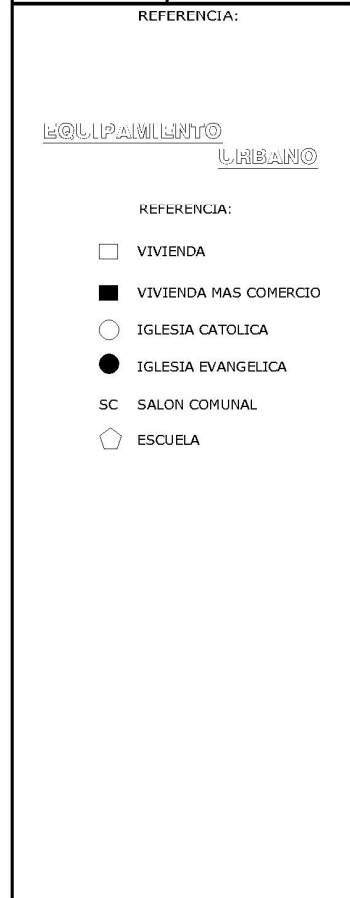 REFERENCIA:
EQUIPAMIENTO
URBANO
REFERENCIA:
VIVIENDA
VIVIENDA MAS COMERCIO
IGLESIA CATOLICA
IGLESIA EVANGELICA
SC SALON COMUNAL
ESCUELA